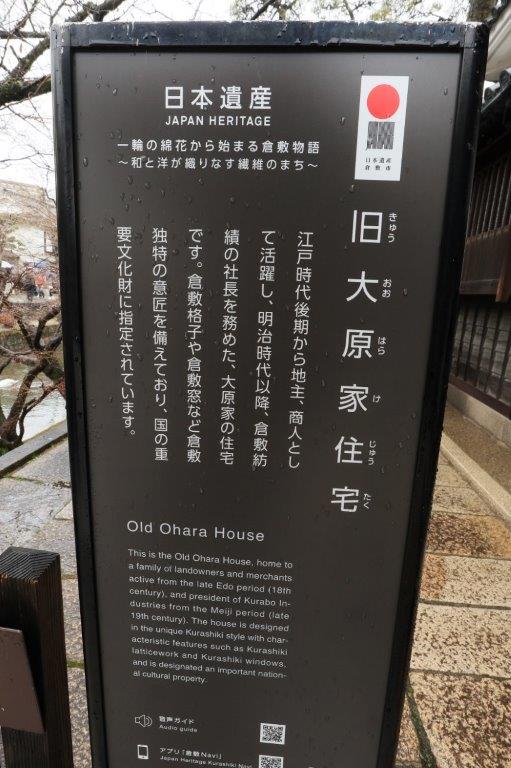 日本遺産
JAPAN HERITAGE
一輪の綿花から始まる倉敷物語
～和と洋が織りなす繊維のまち～
日本遺産
倉敷市
旧大原家住宅
きゅう おお はら け じゅう たく
江戸時代後期から地主、商人とし
て活躍し、明治時代以降、倉敷紡
績の社長を務めた、大原家の住宅
です。倉敷格子や倉敷窓など倉敷
独特の意匠を備えており、国の重
要文化財に指定されています。
Old Ohara House
This is the Old Ohara House, home to
a family of landowners and merchants
active from the late Edo period (18th
century), and president of Kurabo In-
dustries from the Meiji period (late
19th century). The house is designed
in the unique Kurashiki style with char-
acteristic features such as Kurashiki
latticework and Kurashiki windows,
and is designated an important nation-
al cultural property.
音声ガイド
Audio guide
アプリ「倉敷Navi」
Japan Heritage Kurashiki Navi